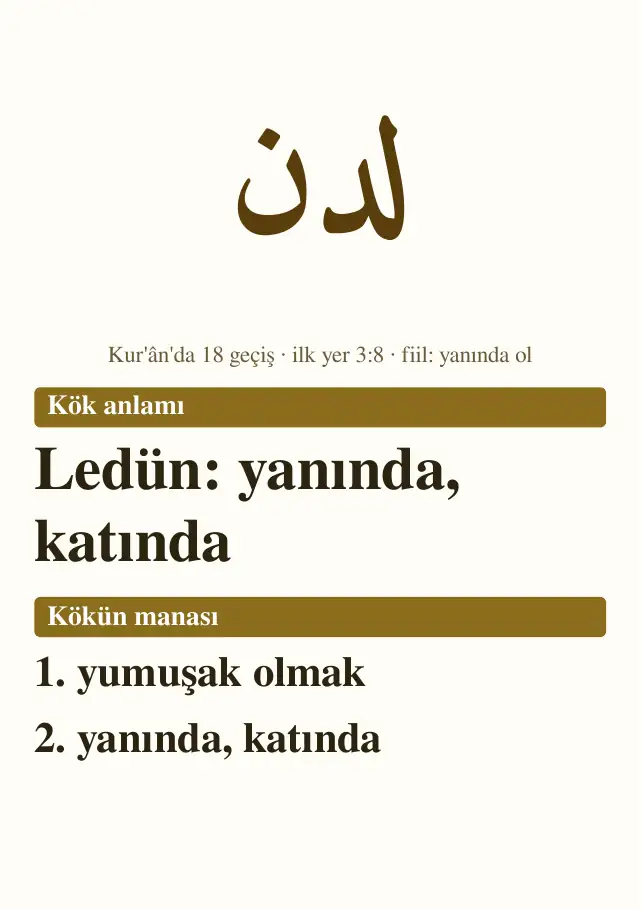 لدن
Kur'ân'da 18 geçiş · ilk yer 3:8 · fiil: yanında ol
Kök anlamı
Ledün: yanında,
katında
Kökün manası
1. yumuşak olmak
2. yanında, katında